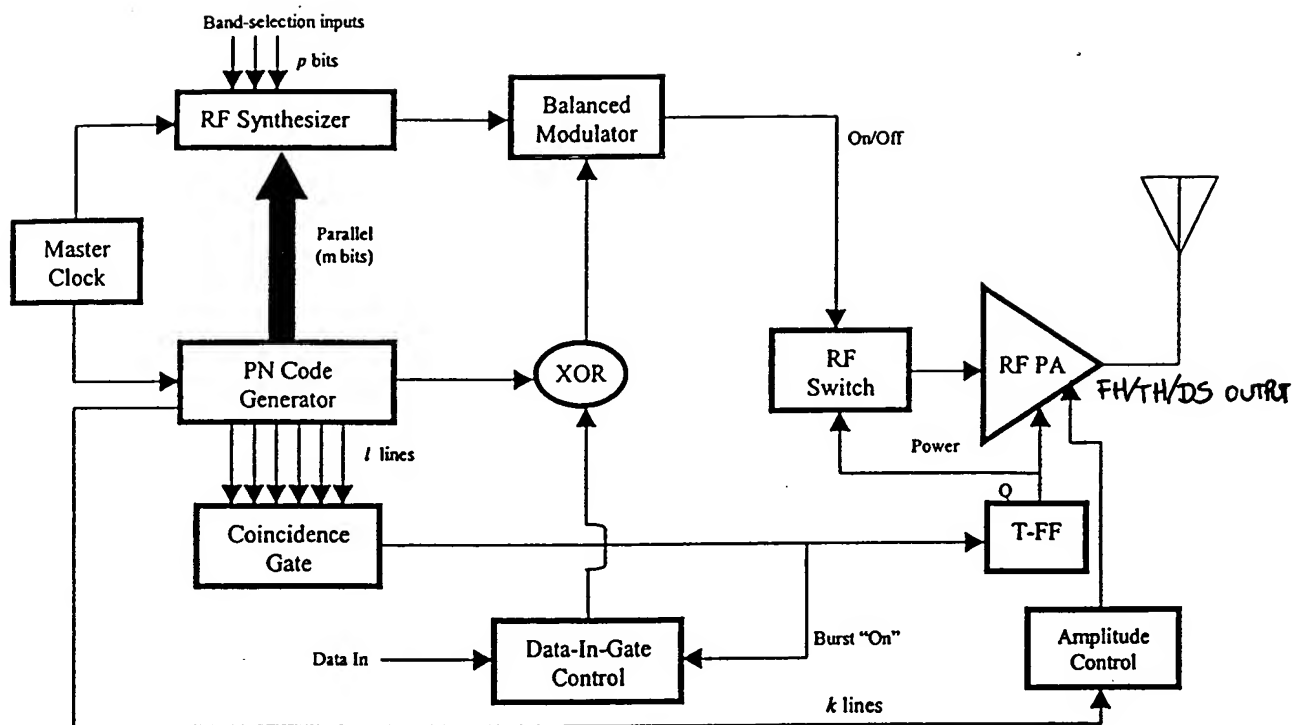 Band-selection inputs
p bits
RF Synthesizer
Balanced
Modulator
On/Off
Master
Clock
Parallel
(m bits)
PN Code
Generator
XOR
RF
Switch
RF PA
FH/TH/DS OUTPUT
l lines
Power
Q
Coincidence
Gate
T-FF
Data In
Data-In-Gate
Control
Burst "On"
Amplitude
Control
k lines